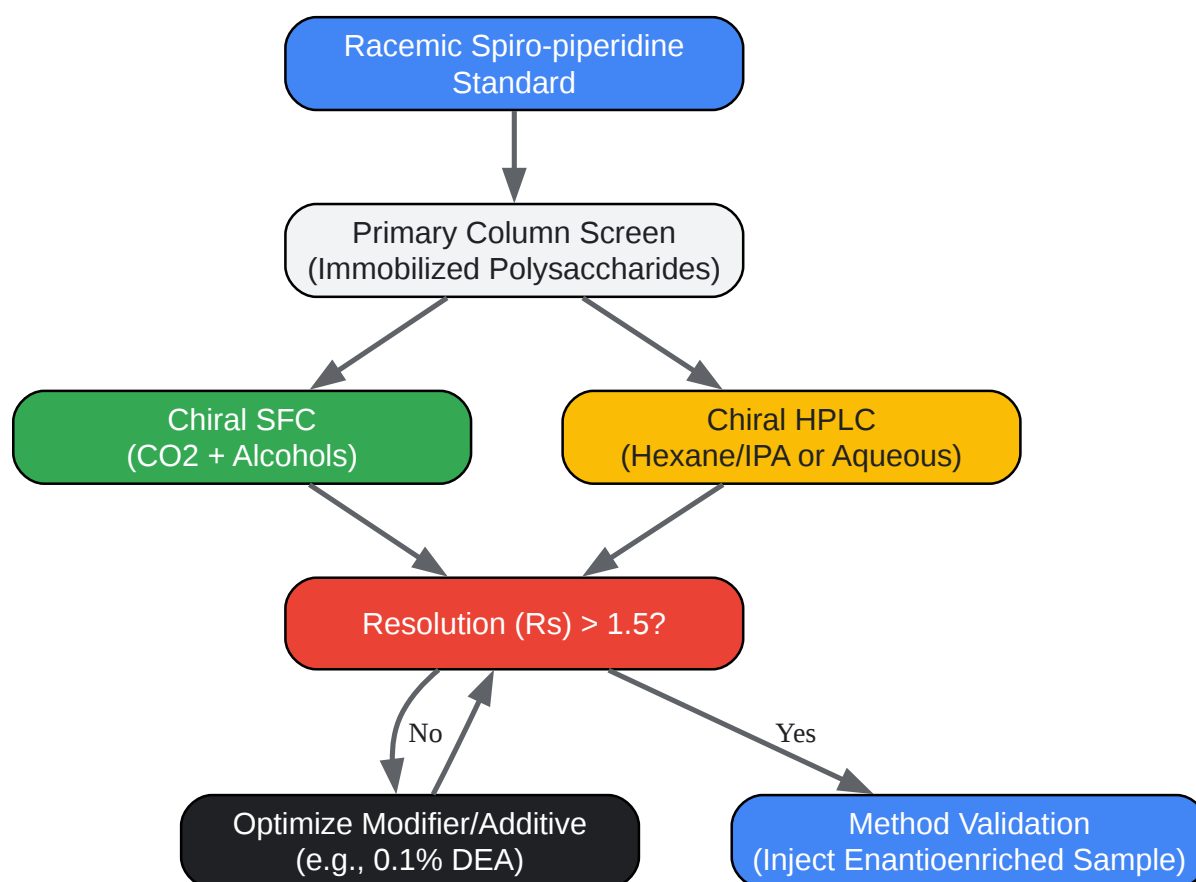 Racemic Spiro-piperidine
Standard
Primary Column Screen
(Immobilized Polysaccharides)
Chiral SFC
(CO2 + Alcohols)
Chiral HPLC
(Hexane/IPA or Aqueous)
Resolution (Rs) > 1.5?
No
Yes
Optimize Modifier/Additive
(e.g., 0.1% DEA)
Method Validation
(Inject Enantioenriched Sample)